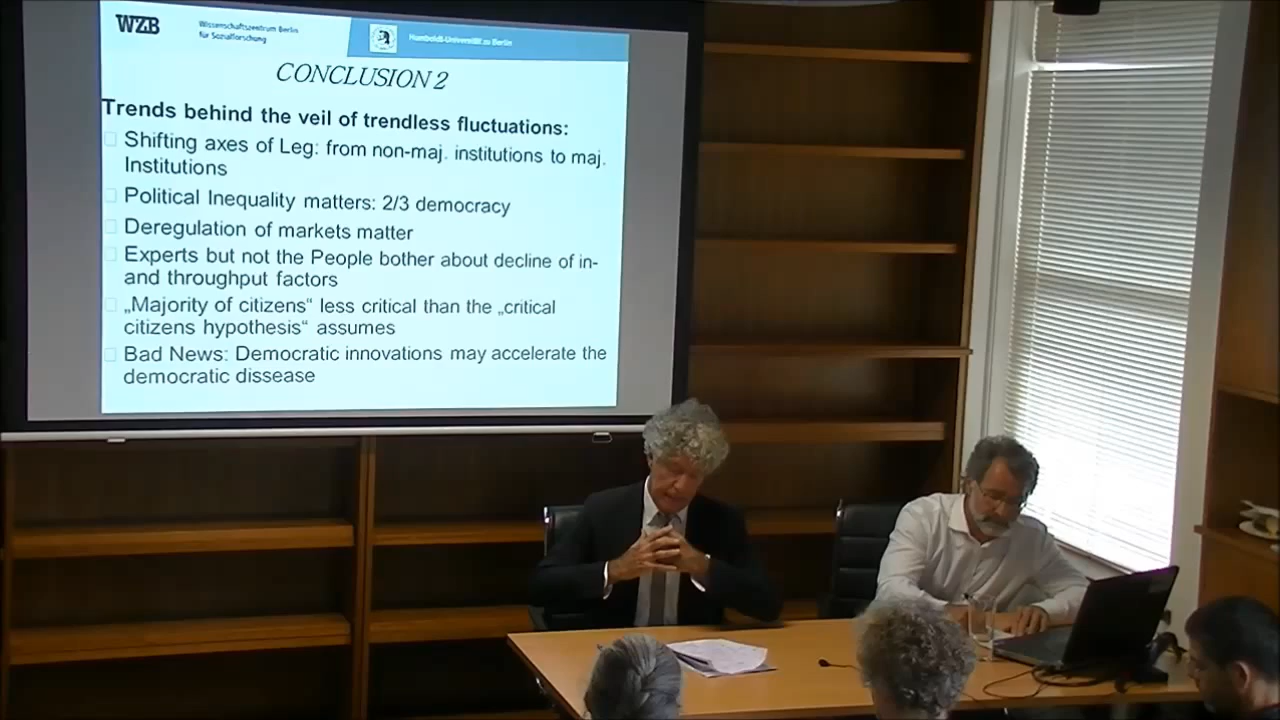 WZB
Wissenschaftszentrum Berlin
für Sozialforschung
Humboldt-Universität zu Berlin
CONCLUSION 2
Trends behind the veil of trendless fluctuations:
Shifting axes of Leg: from non-maj. institutions to maj.
Institutions
Political Inequality matters: 2/3 democracy
Deregulation of markets matter
Experts but not the People bother about decline of in-
and throughput factors
„Majority of citizens“ less critical than the „critical
citizens hypothesis“ assumes
Bad News: Democratic innovations may accelerate the
democratic dissease